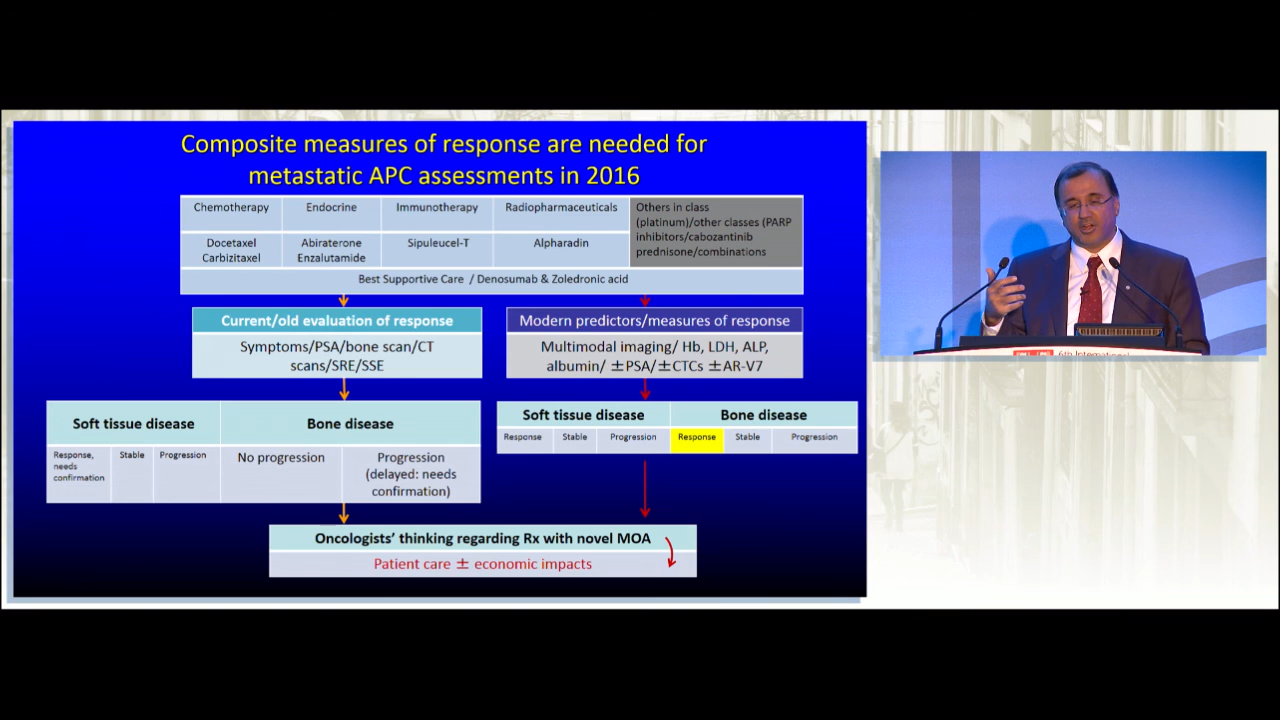 Composite measures of response are needed for
metastatic APC assessments in 2016
Chemotherapy
Endocrine
Immunotherapy
Radiopharmaceuticals
Others in class
(platinum)/other classes (PARP
inhibitors/cabozantinib
prednisone/combinations
Docetaxel
Carbizitaxel
Abiraterone
Enzalutamide
Sipuleucel-T
Alpharadin
Best Supportive Care / Denosumab & Zoledronic acid
Current/old evaluation of response
Symptoms/PSA/bone scan/CT
scans/SRE/SSE
Modern predictors/measures of response
Multimodal imaging/ Hb, LDH, ALP,
albumin/ ±PSA/±CTCs ±AR-V7
Soft tissue disease
Bone disease
Response,
needs
confirmation
Stable
Progression
No progression
Progression
(delayed: needs
confirmation)
Soft tissue disease
Bone disease
Response
Stable
Progression
Response
Stable
Progression
Oncologists' thinking regarding Rx with novel MOA
Patient care ± economic impacts
6th International